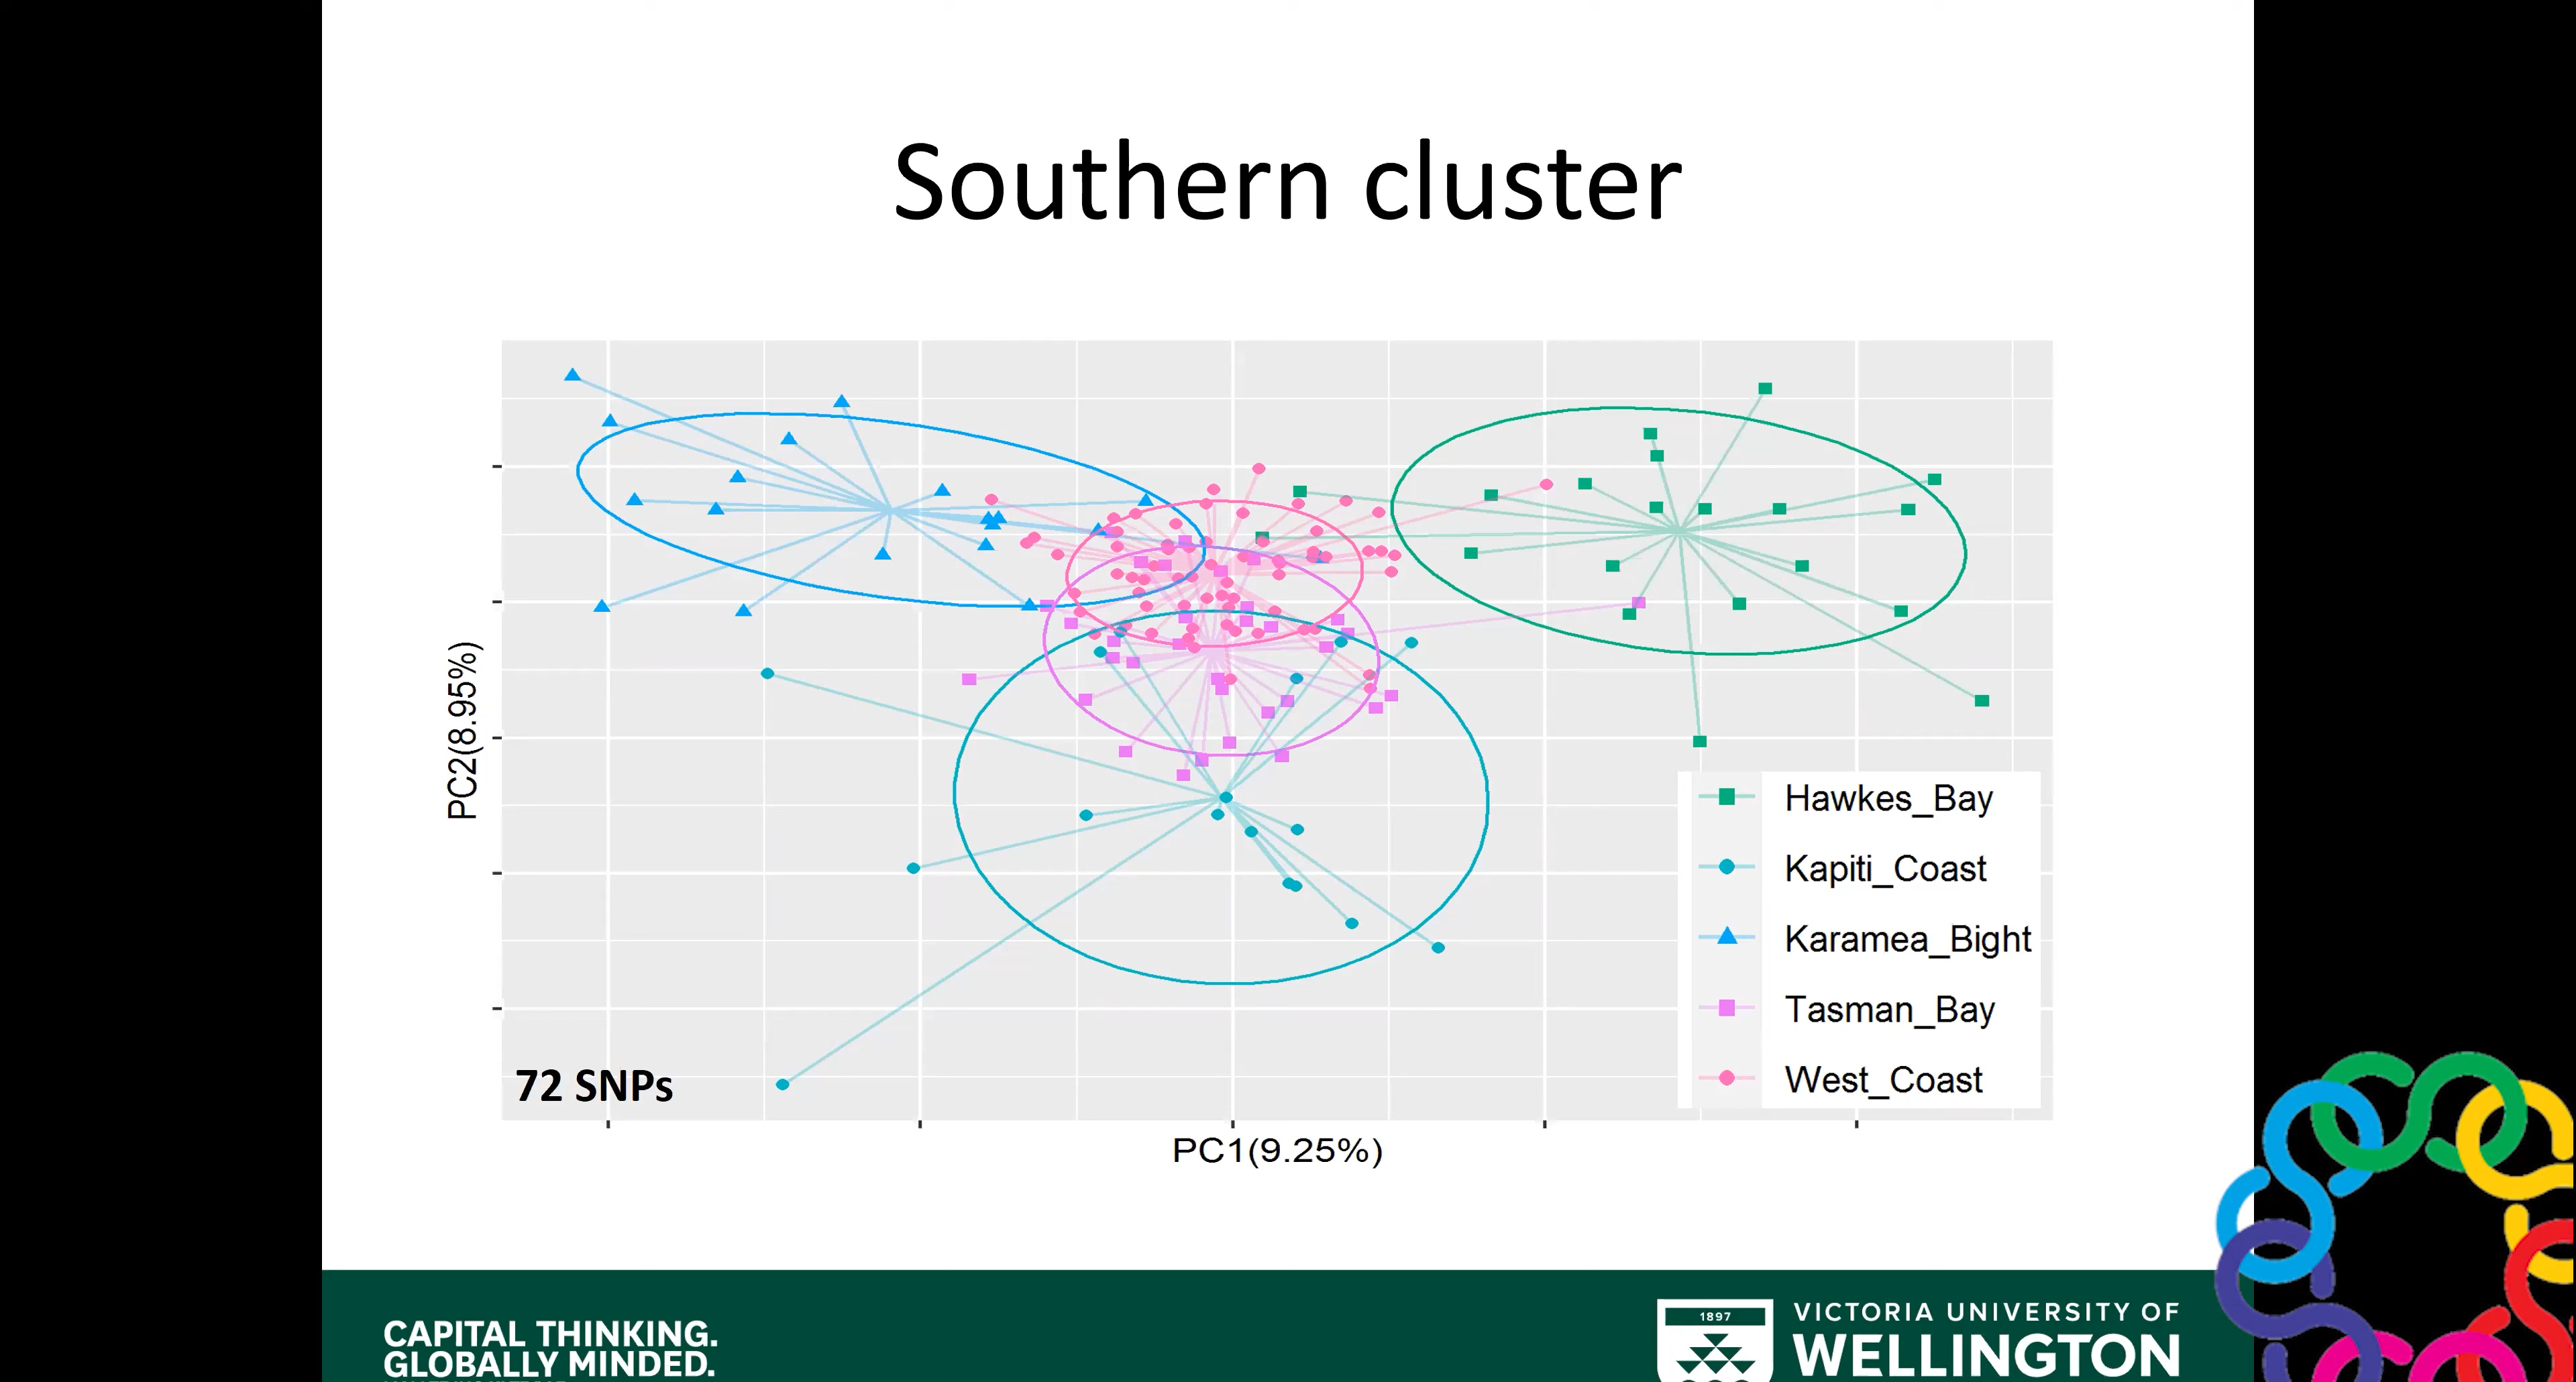 Southern cluster
PC2(8.95%)
Hawkes_Bay
Kapiti_Coast
Karamea_Bight
Tasman_Bay
West_Coast
72 SNPs
PC1(9.25%)
CAPITAL THINKING.
GLOBALLY MINDED.
1897
VICTORIA UNIVERSITY OF
WELLINGTON